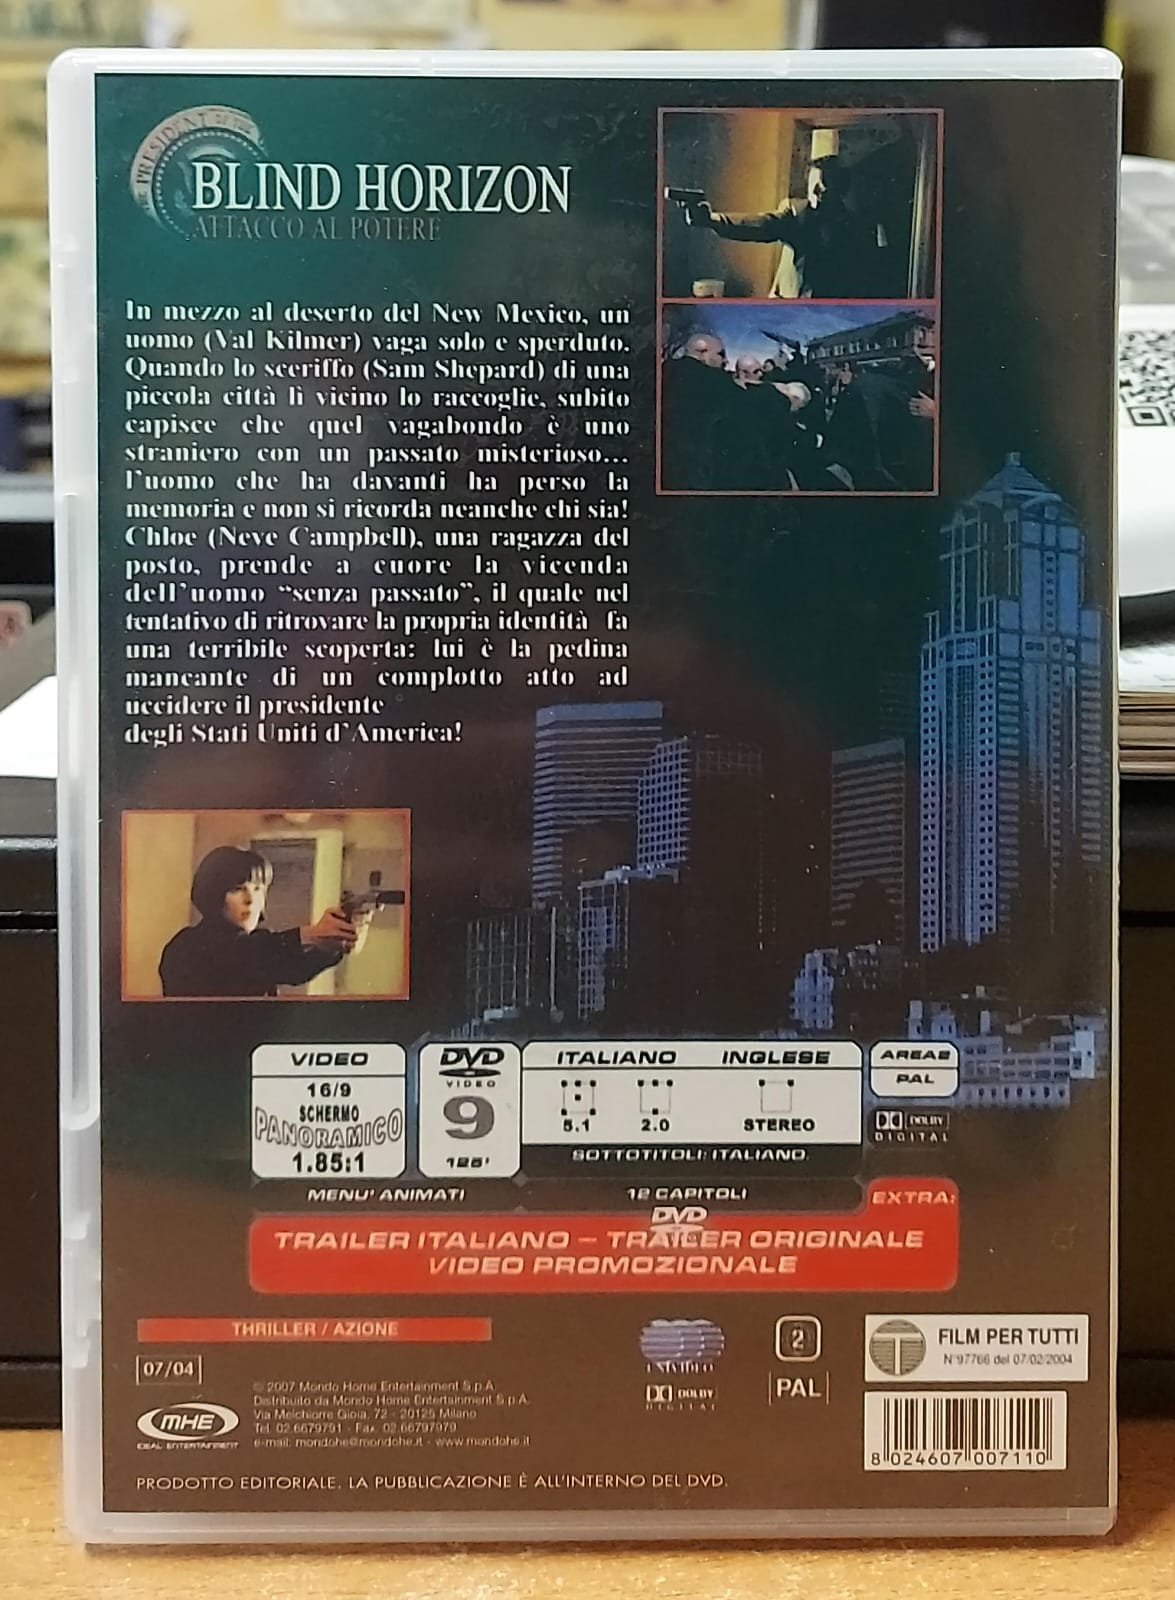 PRESIDENT OF THE
BLIND HORIZON
ATTACCO AL POTERE
In mezzo al deserto del New Mexico, un
uomo (Val Kilmer) vaga solo e sperduto.
Quando lo sceriffo (Sam Shepard) di una
piccola città lì vicino lo raccoglie, subito
capisce che quel vagabondo è uno
straniero con un passato misterioso...
l'uomo che ha davanti ha perso la
memoria e non si ricorda neanche chi sia!
Chloe (Neve Campbell), una ragazza del
posto, prende a cuore la vicenda
dell'uomo “senza passato”, il quale nel
tentativo di ritrovare la propria identità fa
una terribile scoperta: lui è la pedina
mancante di un complotto atto ad
uccidere il presidente
degli Stati Uniti d'America!
VIDEO
16/9
SCHERMO
PANORAMICO
1.85:1
DVD
VIDEO
9
125'
ITALIANO INGLESE
5.1 2.0 STEREO
SOTTOTITOLI: ITALIANO.
AREA2
PAL
DOLBY
DIGITAL
MENU' ANIMATI
12 CAPITOLI
EXTRA:
DVD
TRAILER ITALIANO – TRAILER ORIGINALE
VIDEO PROMOZIONALE
THRILLER / AZIONE
07/04
MHE
IDEAL ENTERTAINMENT
© 2007 Mondo Home Entertainment S.p.A.
Distribuito da Mondo Home Entertainment S.p.A.
Via Melchiorre Gioia, 72 - 20125 Milano
Tel. 02.6679791 - Fax. 02.66797979
e-mail: mondohe@mondohe.it - www.mondohe.it
UNIVIDEO
DOLBY
DIGITAL
2
PAL
FILM PER TUTTI
N°97766 del 07/02/2004
8 024607 007110
PRODOTTO EDITORIALE. LA PUBBLICAZIONE È ALL'INTERNO DEL DVD.